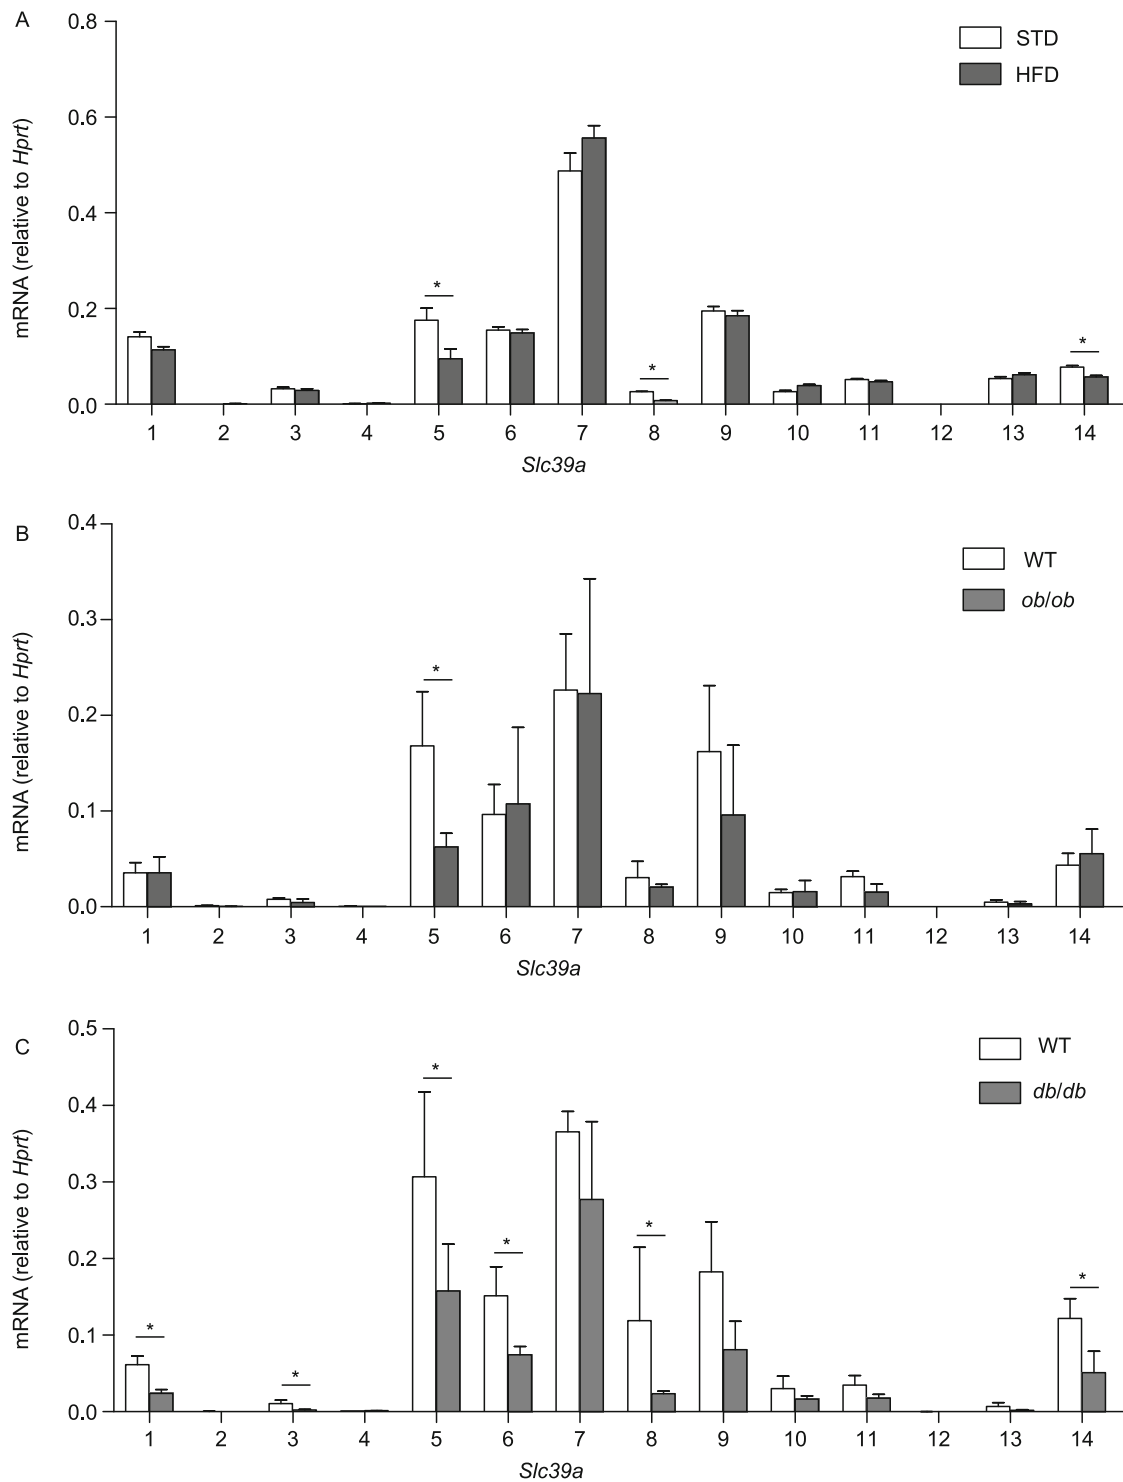 A
0.8
STD
HFD
0.6
mRNA (relative to Hprt)
0.4
0.2
*
*
*
0.0
1 2 3 4 5 6 7 8 9 10 11 12 13 14
Slc39a
B
0.4
WT
ob/ob
0.3
mRNA (relative to Hprt)
*
0.2
0.1
0.0
1 2 3 4 5 6 7 8 9 10 11 12 13 14
Slc39a
C
0.5
WT
db/db
*
0.4
mRNA (relative to Hprt)
0.3
*
*
0.2
*
*
0.1
*
0.0
1 2 3 4 5 6 7 8 9 10 11 12 13 14
Slc39a